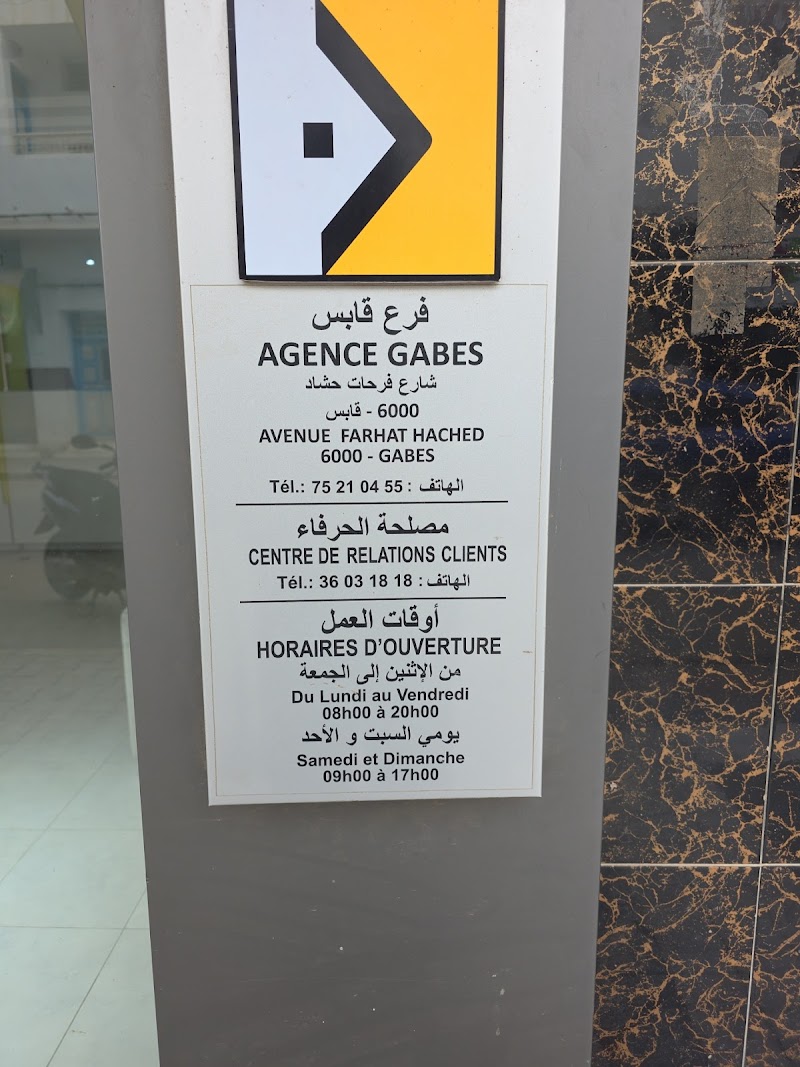 فرع قابس
AGENCE GABES
شارع فرحات حشاد
6000 - قابس
AVENUE FARHAT HACHED
6000 - GABES
Tél.: 75 21 04 55 : الهاتف
مصلحة الحرفاء
CENTRE DE RELATIONS CLIENTS
Tél.: 36 03 18 18 : الهاتف
أوقات العمل
HORAIRES D'OUVERTURE
من الإثنين إلى الجمعة
Du Lundi au Vendredi
08h00 à 20h00
يومي السبت و الأحد
Samedi et Dimanche
09h00 à 17h00